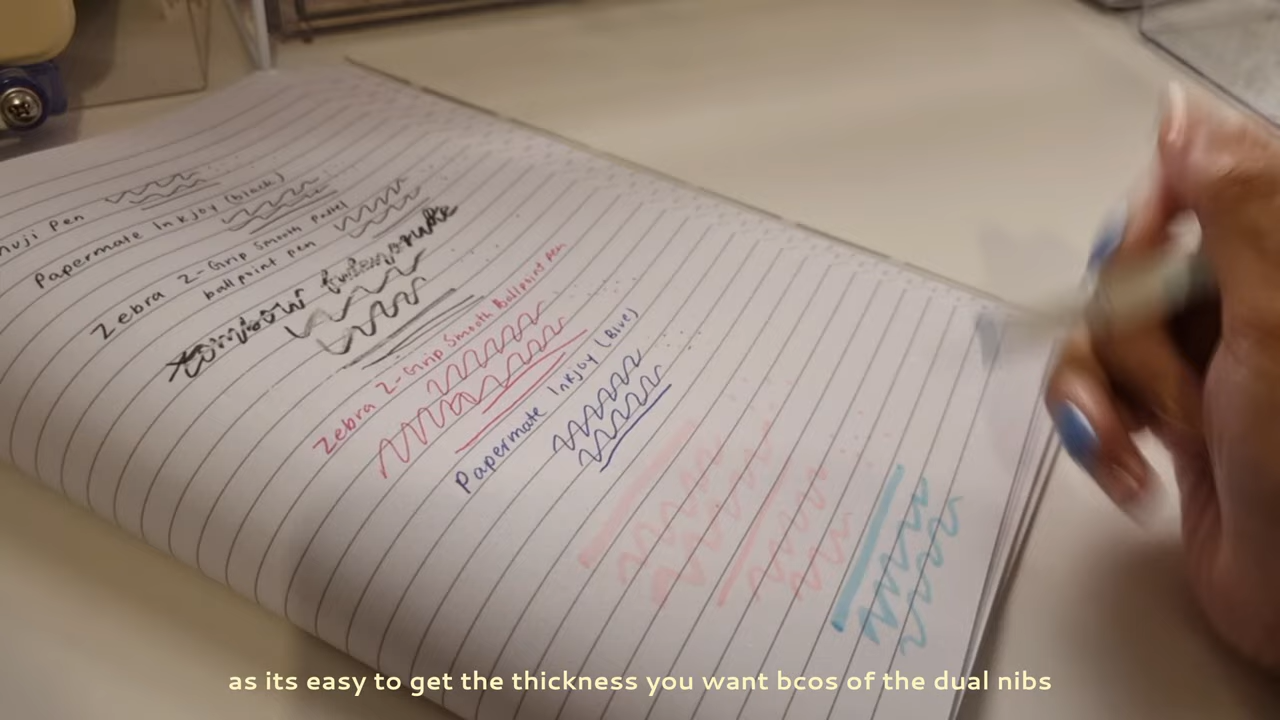 muji Pen
Papermate Inkjoy (black)
Zebra Z-Grip Smooth Pastel
ballpoint pen
Zebra Z-Grip Smooth Ballpoint pen
Papermate Inkjoy (Blue)
as its easy to get the thickness you want bcos of the dual nibs